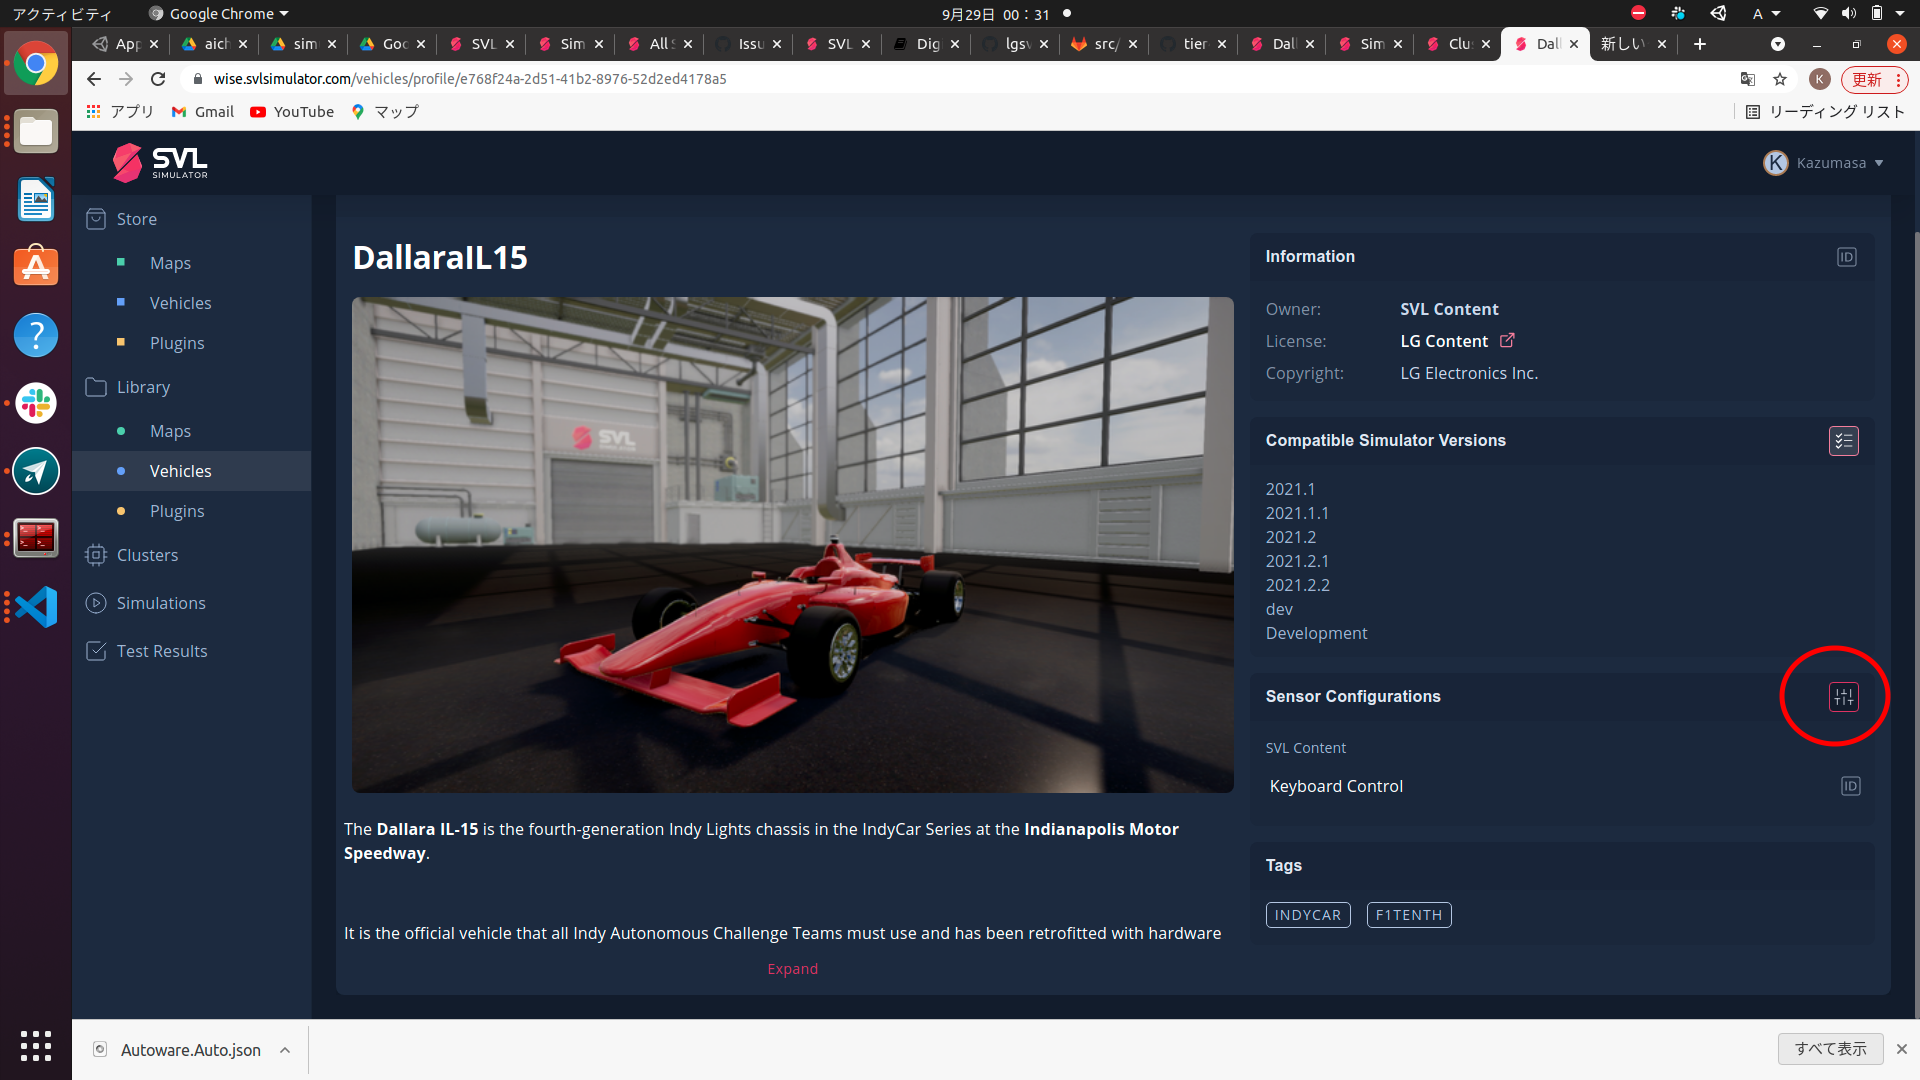 アクティビティ
Google Chrome
9月29日 00：31
A
App
aich
sim
Goo
SVL
Sim
All S
Issu
SVL
Dig
lgsv
src/
tier-
Dall
Sim
Clu
Dall
新しい
wise.svlsimulator.com/vehicles/profile/e768f24a-2d51-41b2-8976-52d2ed4178a5
K
更新
アプリ
Gmail
YouTube
マップ
リーディング リスト
SVL
SIMULATOR
K
Kazumasa
Store
Maps
Vehicles
Plugins
Library
Maps
Vehicles
Plugins
Clusters
Simulations
Test Results
DallaraIL15
SVL
The Dallara IL-15 is the fourth-generation Indy Lights chassis in the IndyCar Series at the Indianapolis Motor
Speedway.
It is the official vehicle that all Indy Autonomous Challenge Teams must use and has been retrofitted with hardware
Expand
Information
ID
Owner: SVL Content
License: LG Content
Copyright: LG Electronics Inc.
Compatible Simulator Versions
2021.1
2021.1.1
2021.2
2021.2.1
2021.2.2
dev
Development
Sensor Configurations
SVL Content
Keyboard Control
ID
Tags
INDYCAR
F1TENTH
Autoware.Auto.json
すべて表示